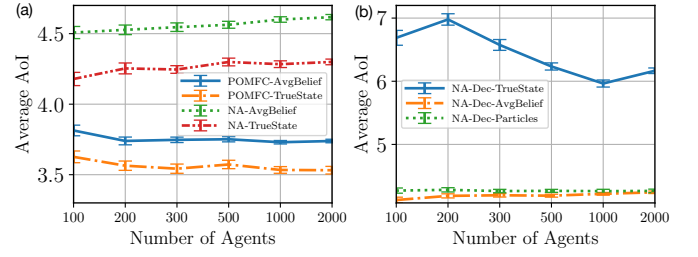 (a)
4.5
4.0
3.5
Average AoI
POMFC-AvgBelief
POMFC-TrueState
NA-AvgBelief
NA-TrueState
100 200 300 500 1000 2000
Number of Agents
(b)
7
6
5
Average AoI
NA-Dec-TrueState
NA-Dec-AvgBelief
NA-Dec-Particles
100 200 300 500 1000 2000
Number of Agents